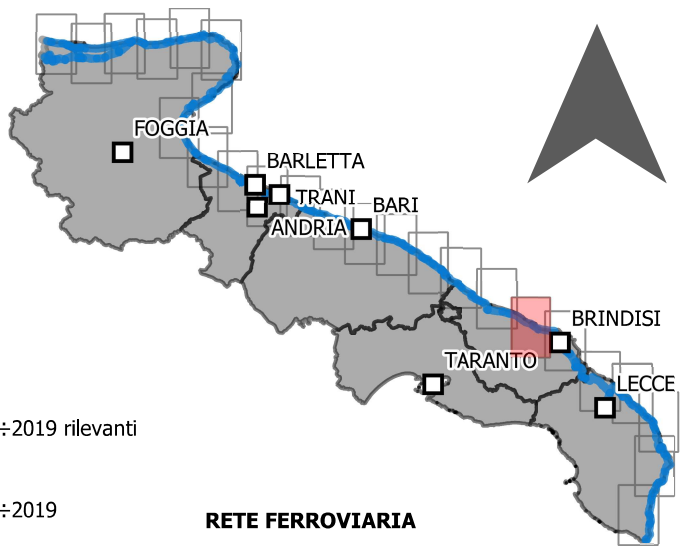 FOGGIA
BARLETTA
TRANI
BARI
ANDRIA
BRINDISI
TARANTO
LECCE
÷2019 rilevanti
÷2019
RETE FERROVIARIA